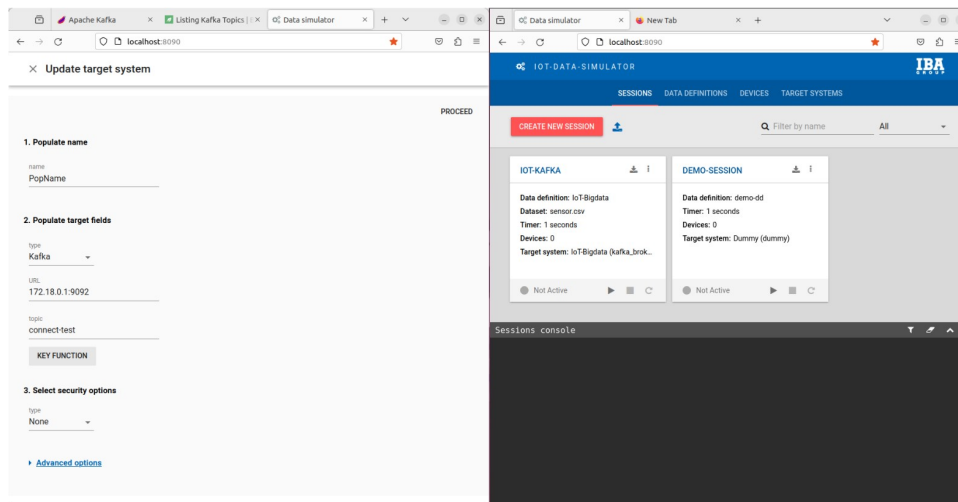 Apache Kafka
Listing Kafka Topics |
Data simulator
localhost:8090
Update target system
PROCEED
1. Populate name
name
PopName
2. Populate target fields
type
Kafka
URL
172.18.0.1:9092
topic
connect-test
KEY FUNCTION
3. Select security options
type
None
Advanced options
Data simulator
New Tab
localhost:8090
IOT-DATA-SIMULATOR
IBA
GROUP
SESSIONS DATA DEFINITIONS DEVICES TARGET SYSTEMS
CREATE NEW SESSION
Filter by name
All
IOT-KAFKA
Data definition: IoT-Bigdata
Dataset: sensor.csv
Timer: 1 seconds
Devices: 0
Target system: IoT-Bigdata (kafka_brok...
Not Active
DEMO-SESSION
Data definition: demo-dd
Timer: 1 seconds
Devices: 0
Target system: Dummy (dummy)
Not Active
Sessions console